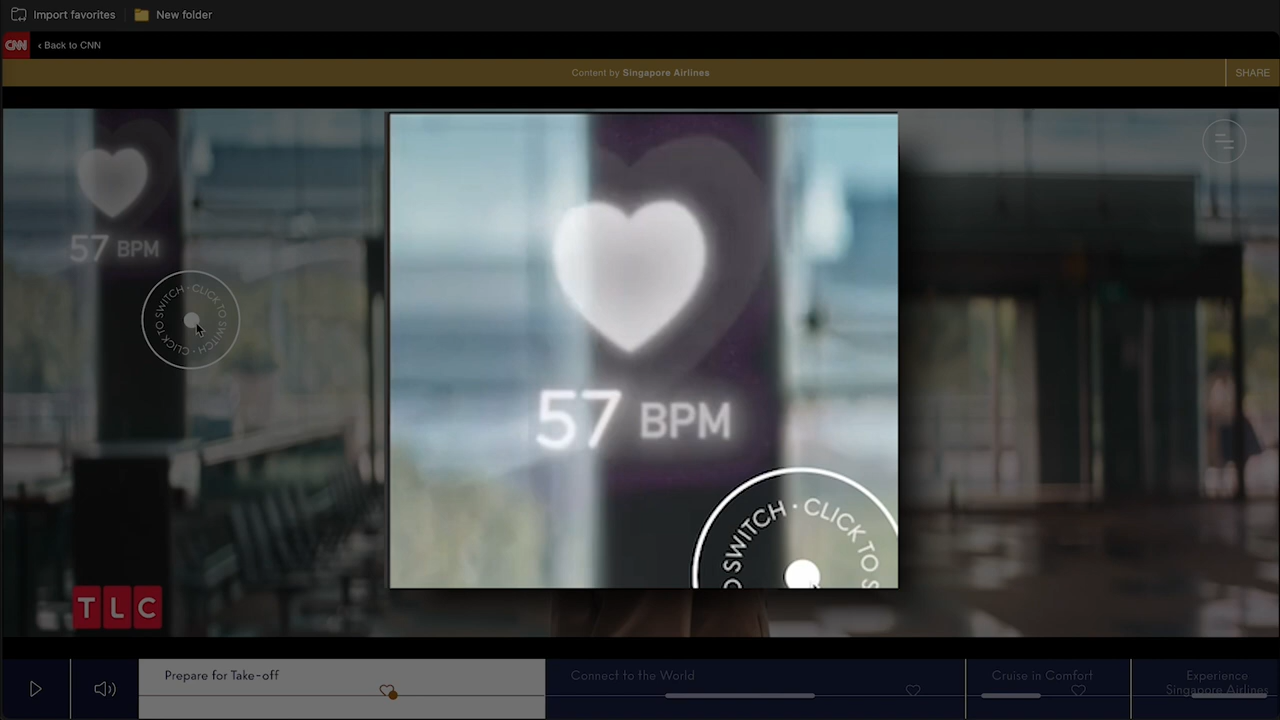 Import favorites
New folder
CNN
‹ Back to CNN
Content by Singapore Airlines
SHARE
57 BPM
CLICK TO SWITCH · CLICK TO SWITCH ·
57 BPM
TO SWITCH · CLICK TO S
TLC
Prepare for Take-off
Connect to the World
Cruise in Comfort
Experience
Singapore Airlines